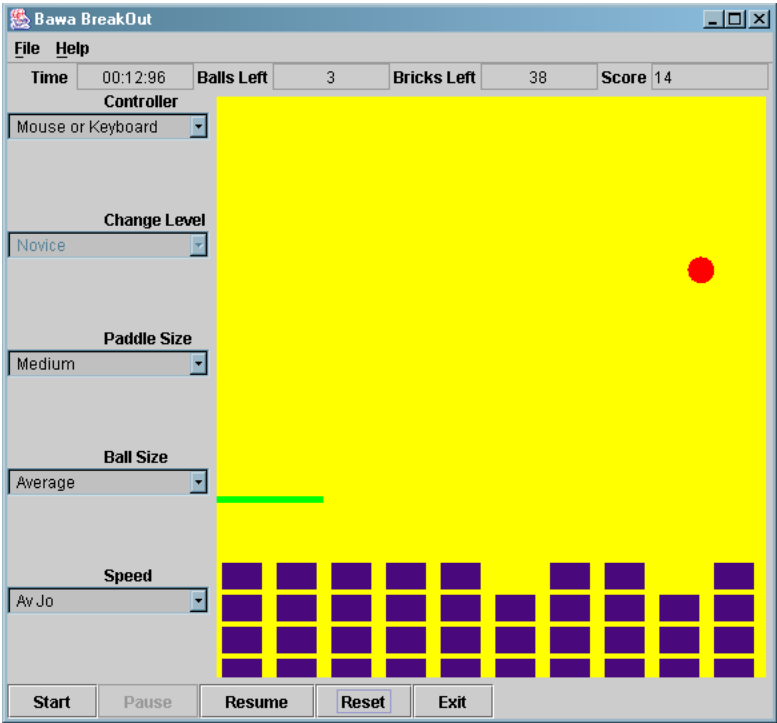 Bawa BreakOut
File Help
Time 00:12:96 Balls Left 3 Bricks Left 38 Score 14
Controller
Mouse or Keyboard
Change Level
Novice
Paddle Size
Medium
Ball Size
Average
Speed
Av Jo
Start Pause Resume Reset Exit